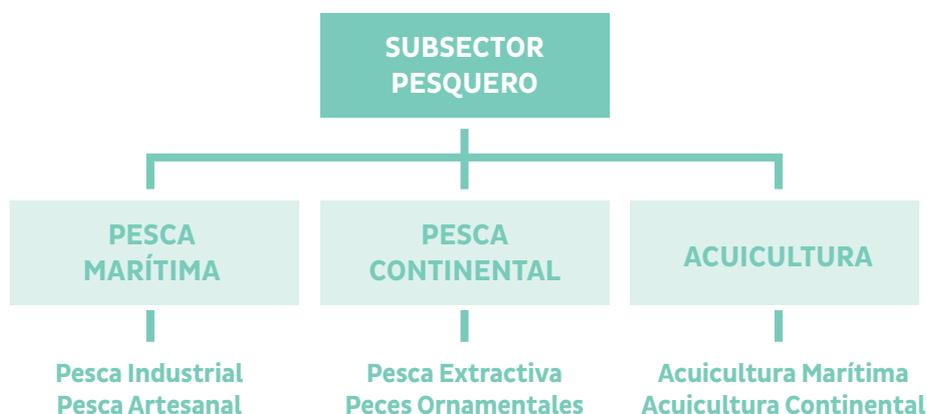 SUBSECTOR
PESQUERO
PESCA
MARÍTIMA
PESCA
CONTINENTAL
ACUICULTURA
Pesca Industrial
Pesca Artesanal
Pesca Extractiva
Peces Ornamentales
Acuicultura Marítima
Acuicultura Continental